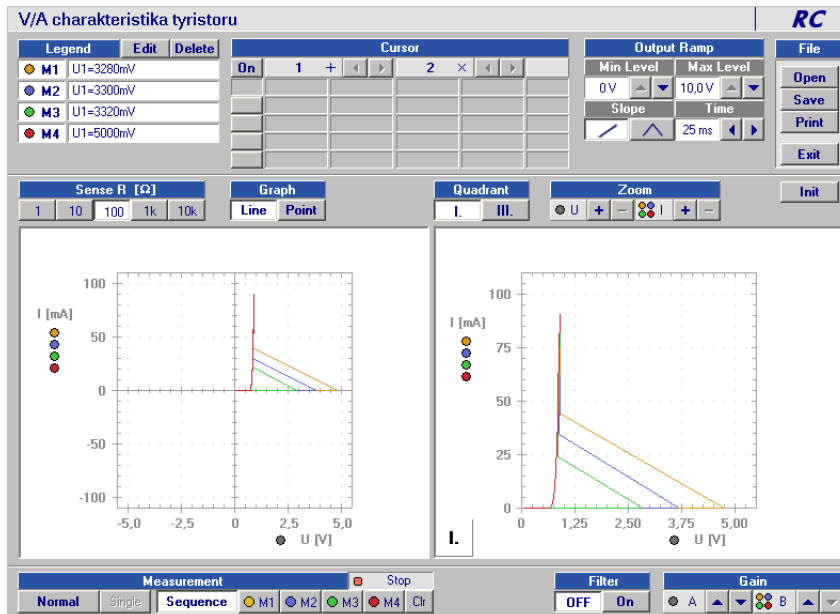 V/A charakteristika tyristoru
RC
Legend Edit Delete
M1 U1=3280mV
M2 U1=3300mV
M3 U1=3320mV
M4 U1=5000mV
Cursor
On 1 + 2 ×
Output Ramp
Min Level Max Level
0 V 10,0 V
Slope Time
25 ms
File
Open
Save
Print
Exit
Init
Sense R [Ω]
1 10 100 1k 10k
Graph
Line Point
Quadrant
I. III.
Zoom
U + − I + −
100
I [mA]
50
0
-50
-100
-5,0 -2,5 0 2,5 5,0
U [V]
100
I [mA]
75
50
25
0
0 1,25 2,50 3,75 5,00
U [V]
I.
Measurement
Stop
Normal Single Sequence M1 M2 M3 M4 Clr
Filter
OFF On
Gain
A B